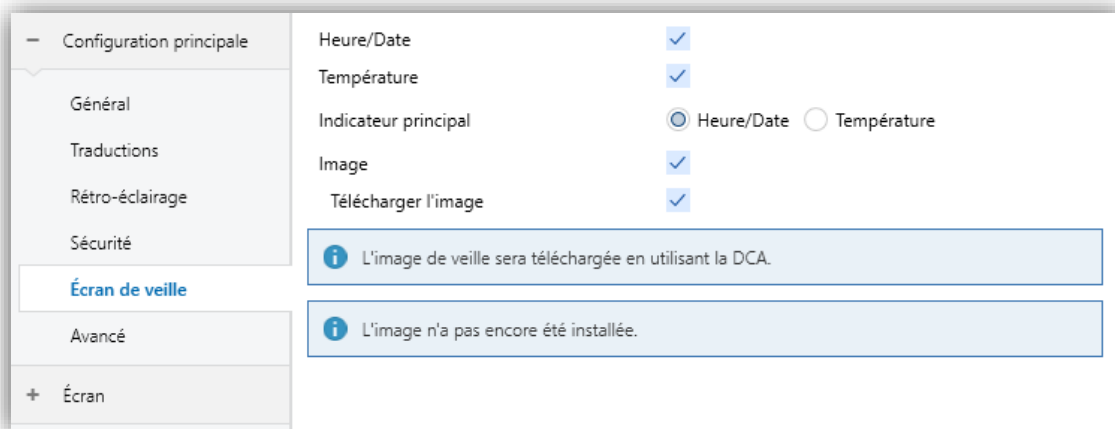 Configuration principale
Général
Traductions
Rétro-éclairage
Sécurité
Écran de veille
Avancé
Écran
Heure/Date
Température
Indicateur principal Heure/Date Température
Image
Télécharger l'image
L'image de veille sera téléchargée en utilisant la DCA.
L'image n'a pas encore été installée.